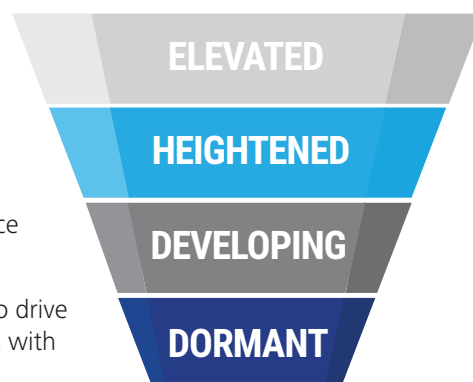 ELEVATED
HEIGHTENED
ce
DEVELOPING
o drive
with
DORMANT